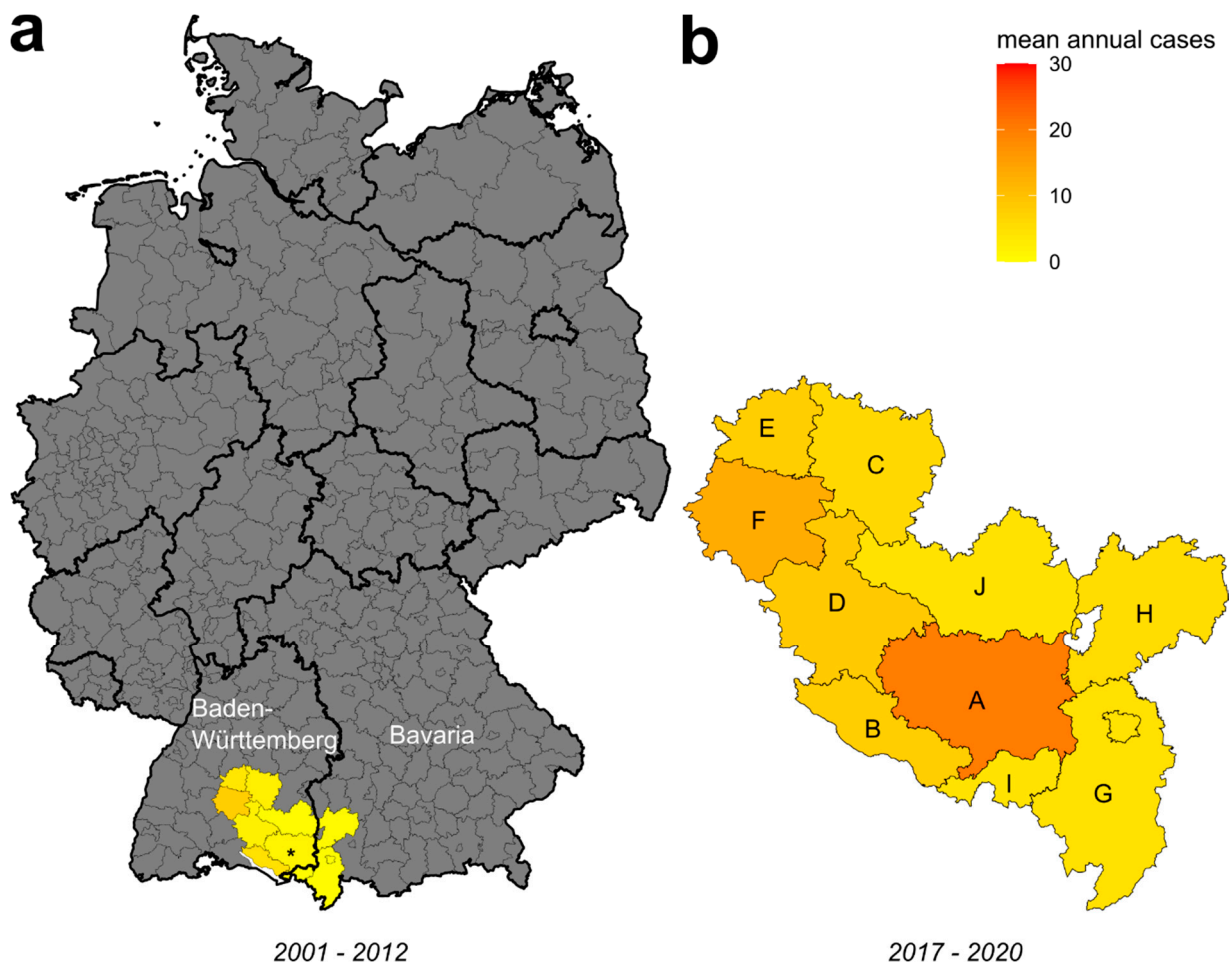 a
b
mean annual cases
30
20
10
0
E
C
F
J
D
H
A
B
I
G
Baden-
Württemberg
Bavaria
*
2001 - 2012
2017 - 2020